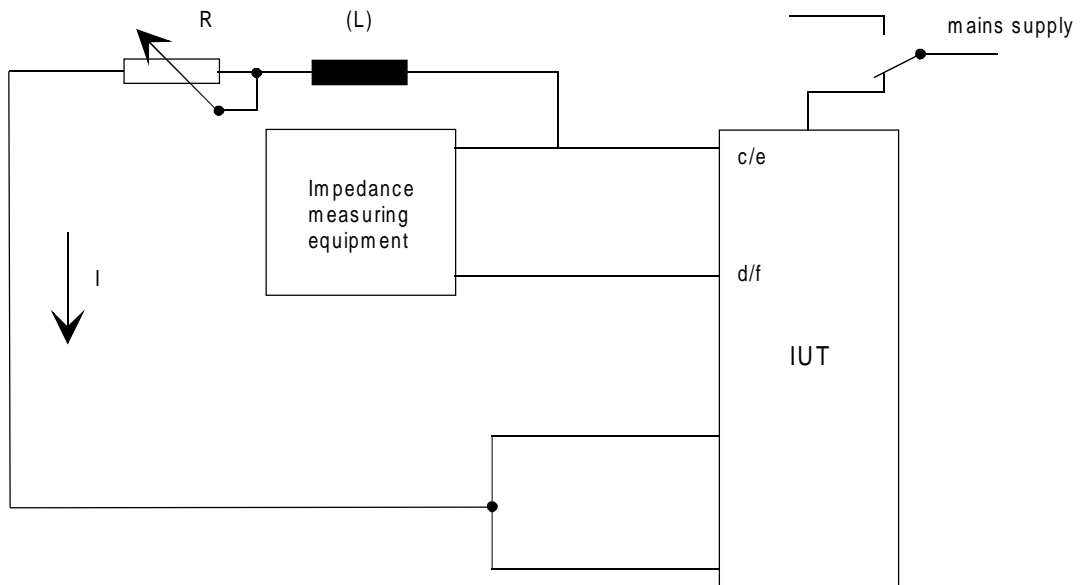 R
(L)
mains supply
c/e
Impedance
measuring
equipment
d/f
I
IUT